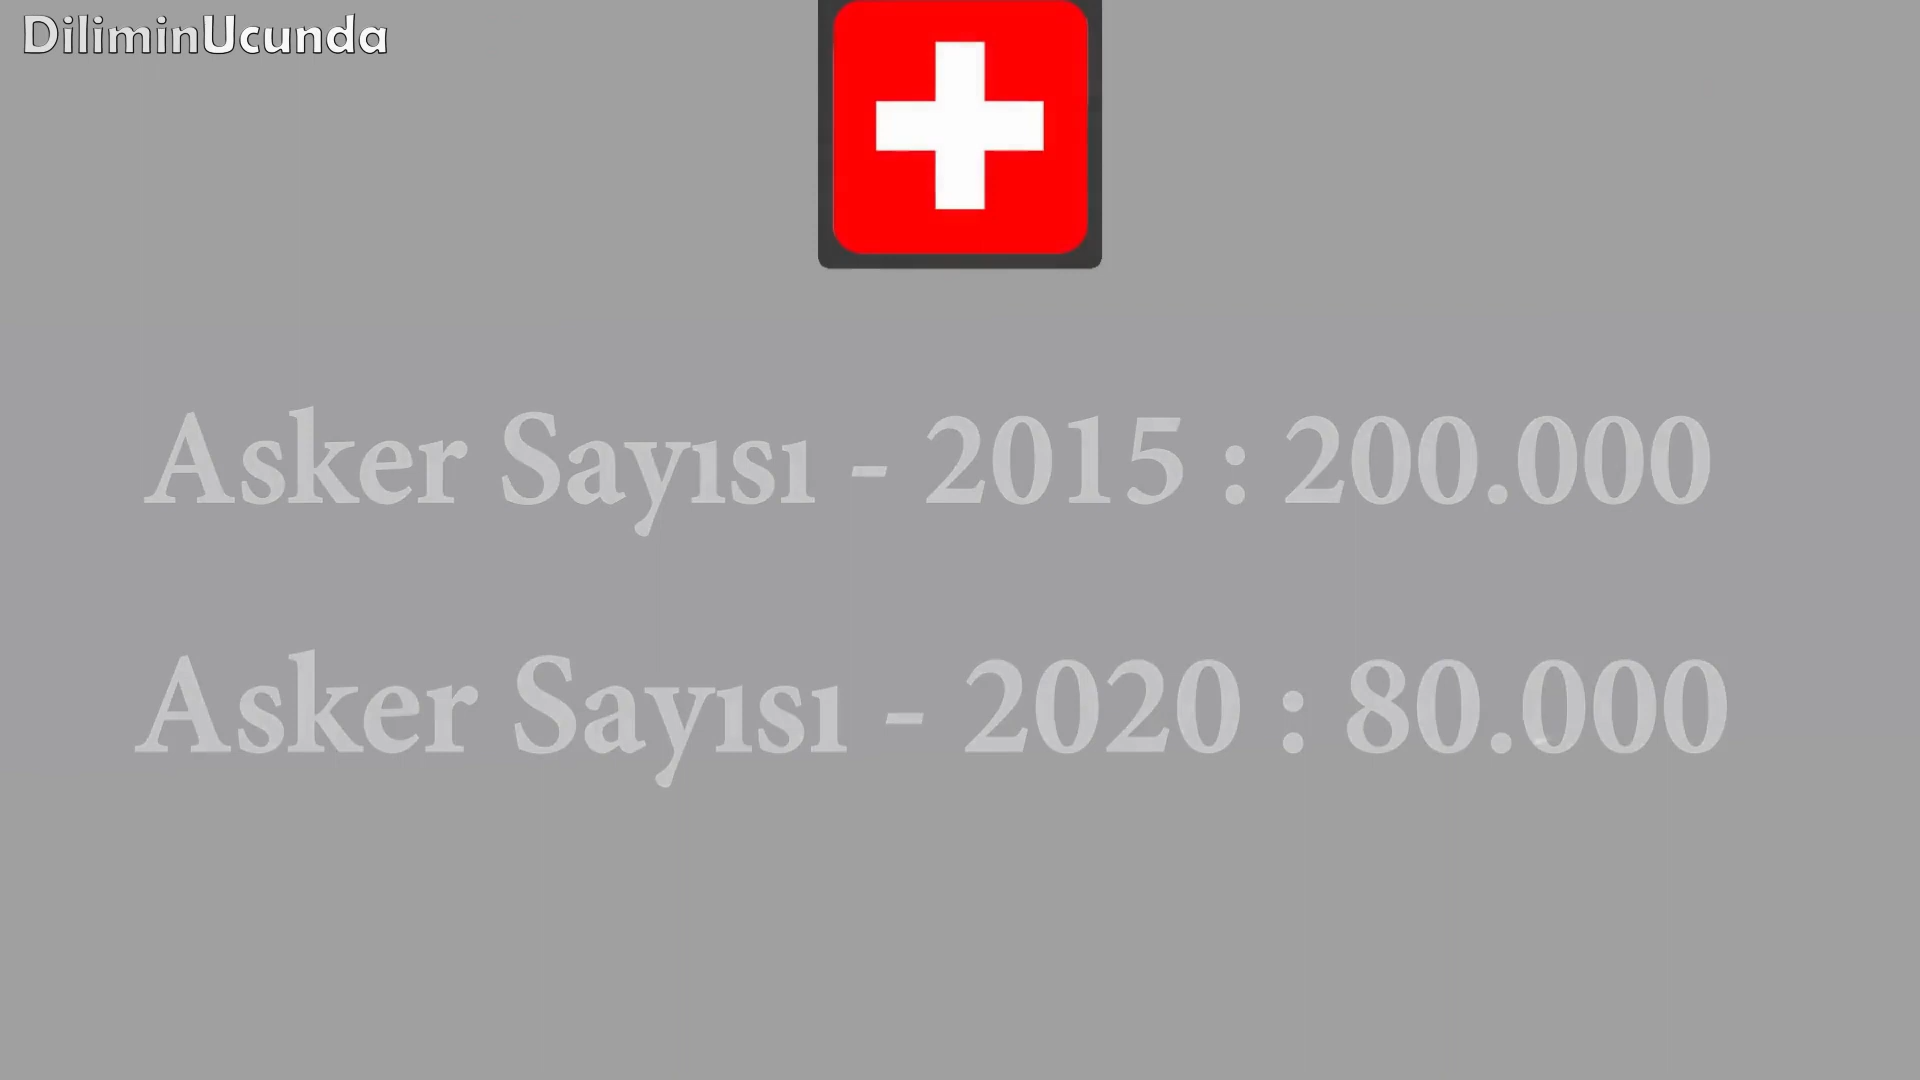 DiliminUcunda
Asker Sayısı - 2015 : 200.000
Asker Sayısı - 2020 : 80.000